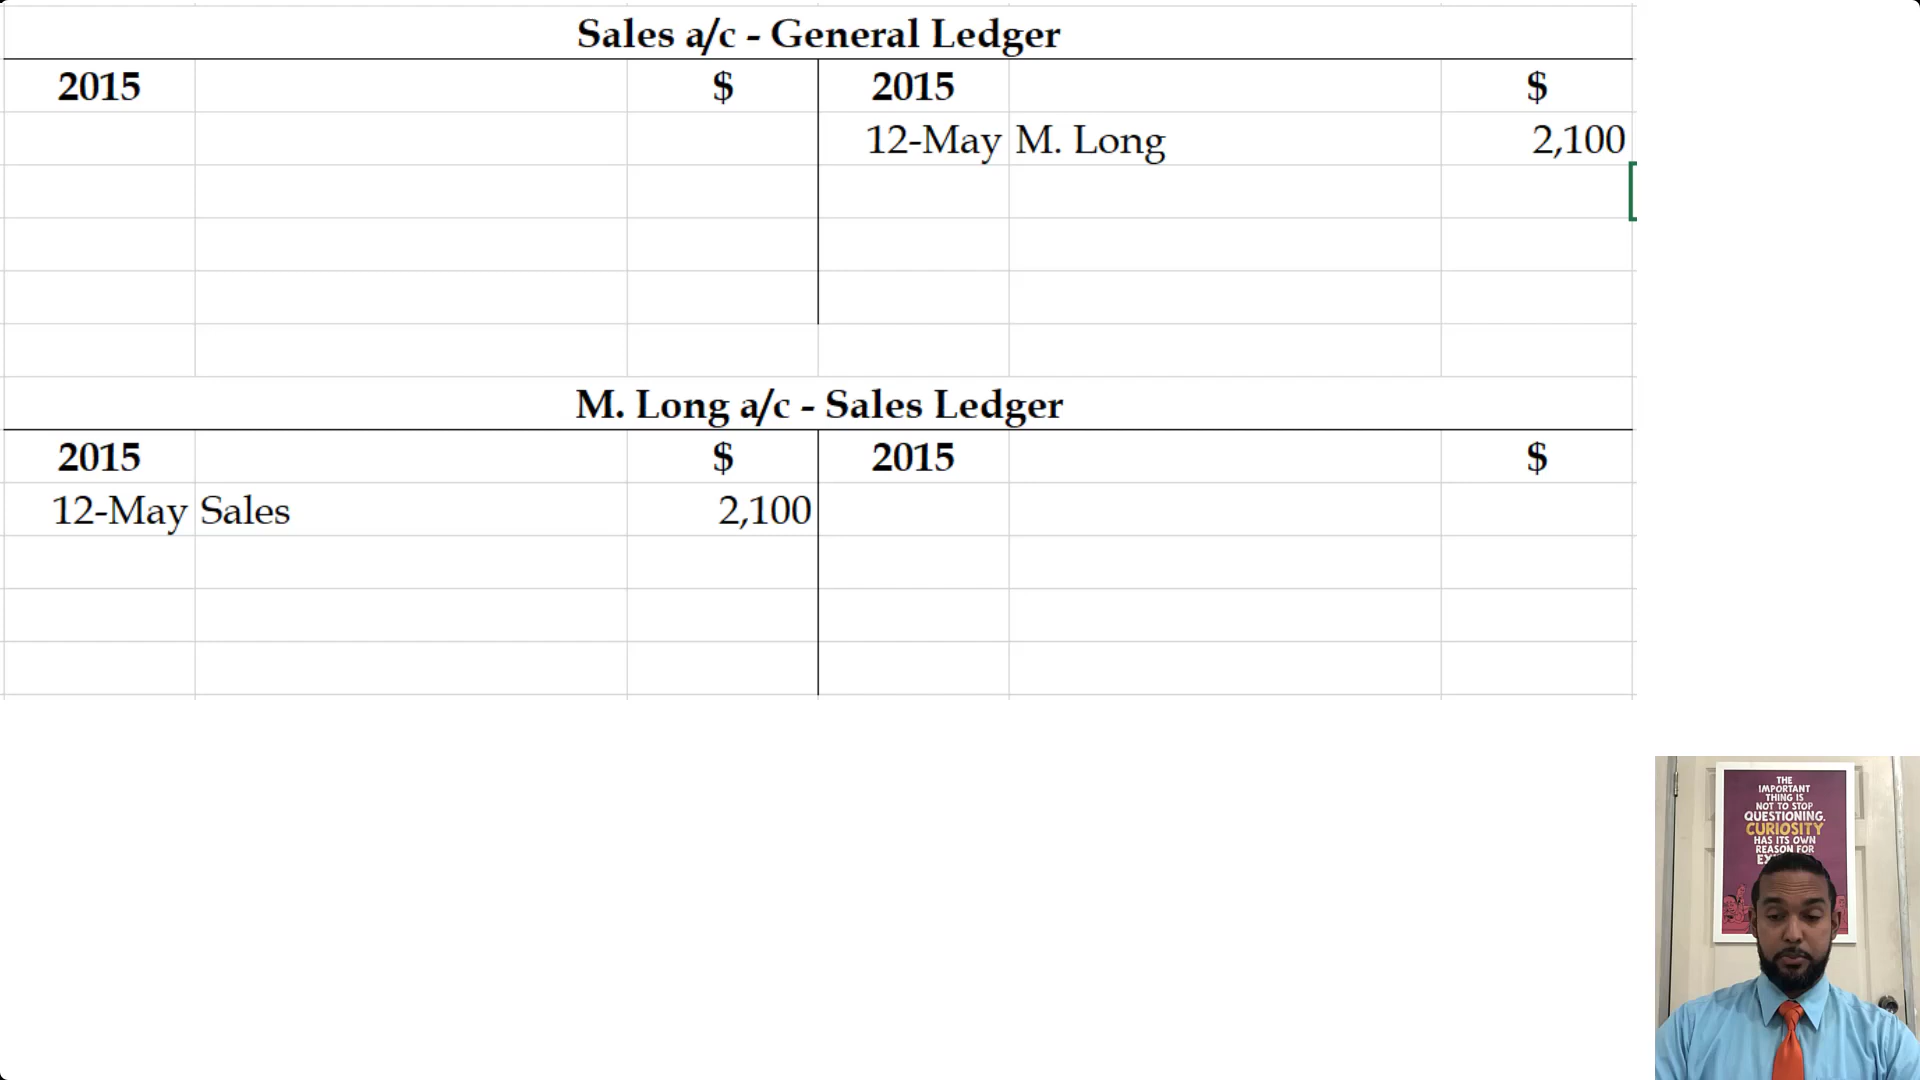 Sales a/c - General Ledger
2015 $ 2015 $
12-May M. Long 2,100
M. Long a/c - Sales Ledger
2015 $ 2015 $
12-May Sales 2,100
THE
IMPORTANT
THING IS
NOT TO STOP
QUESTIONING.
CURIOSITY
HAS ITS OWN
REASON FOR